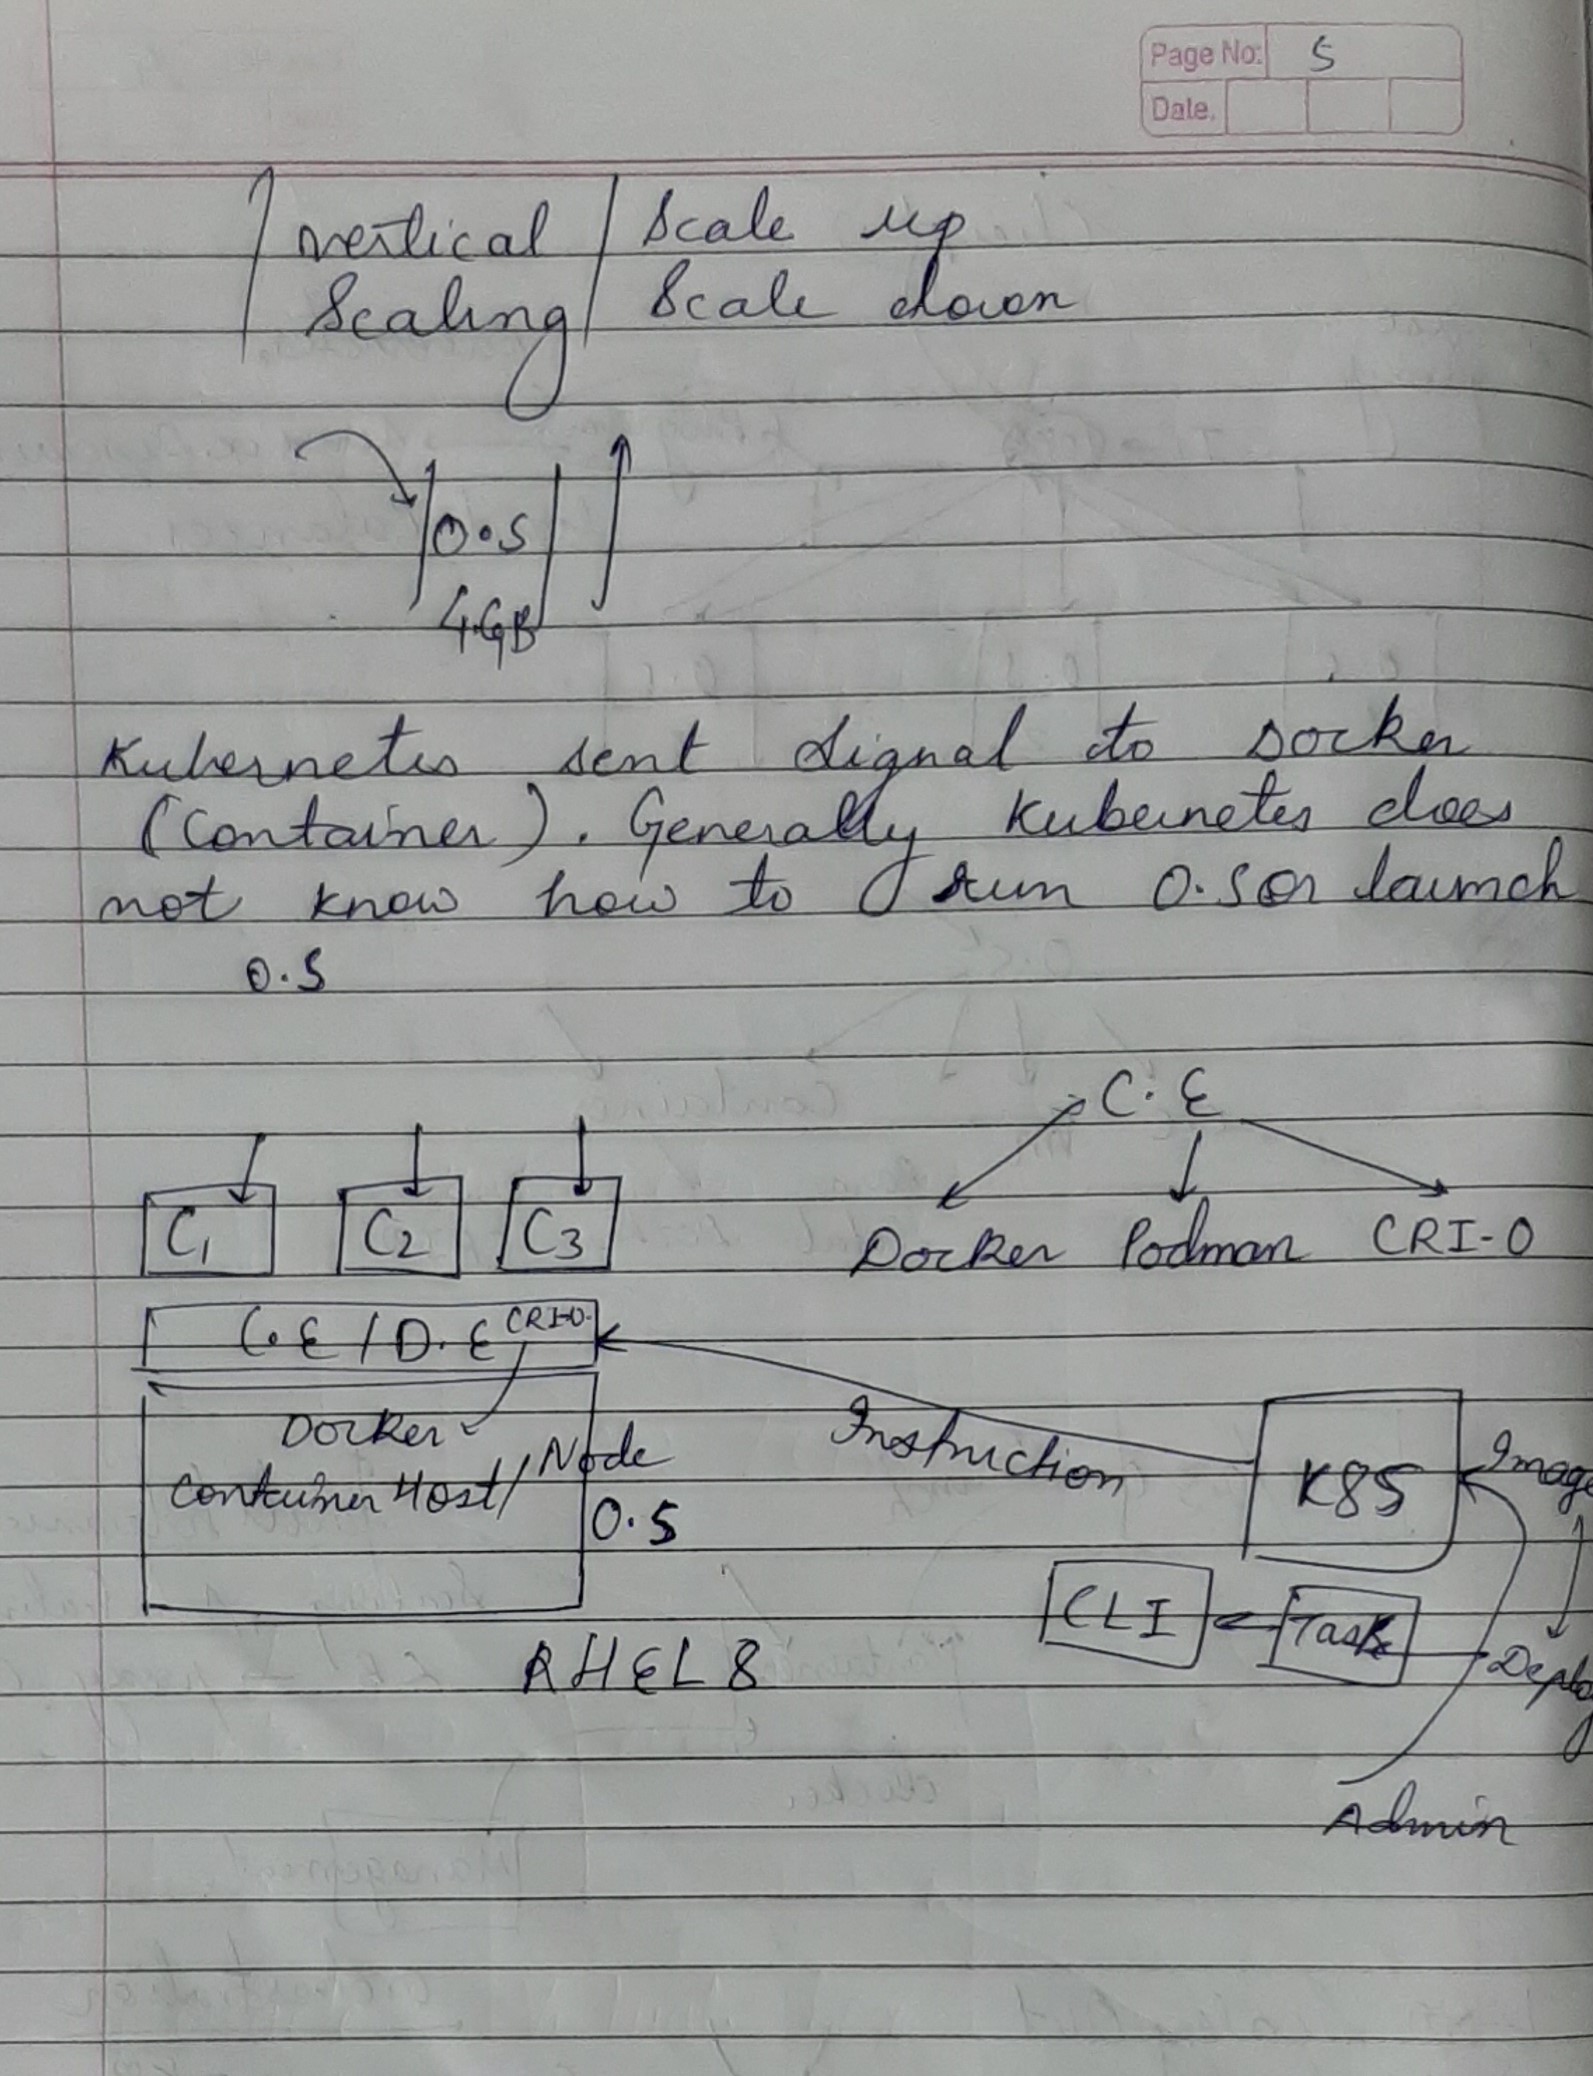 Page No: 5
Date.
vertical Scale up
Scaling Scale down
O.S
4.GB
Kubernetes sent signal to Docker
(Container). Generally Kubernetes does
not know how to run O.S or launch
O.S
C.E
C1 C2 C3
Docker Podman CRI-O
C.E / D.E CRI-O.
Docker
Container Host/Node
O.S
Instruction
K8S
Image
CLI
Task
Deploy
RHEL 8
Admin